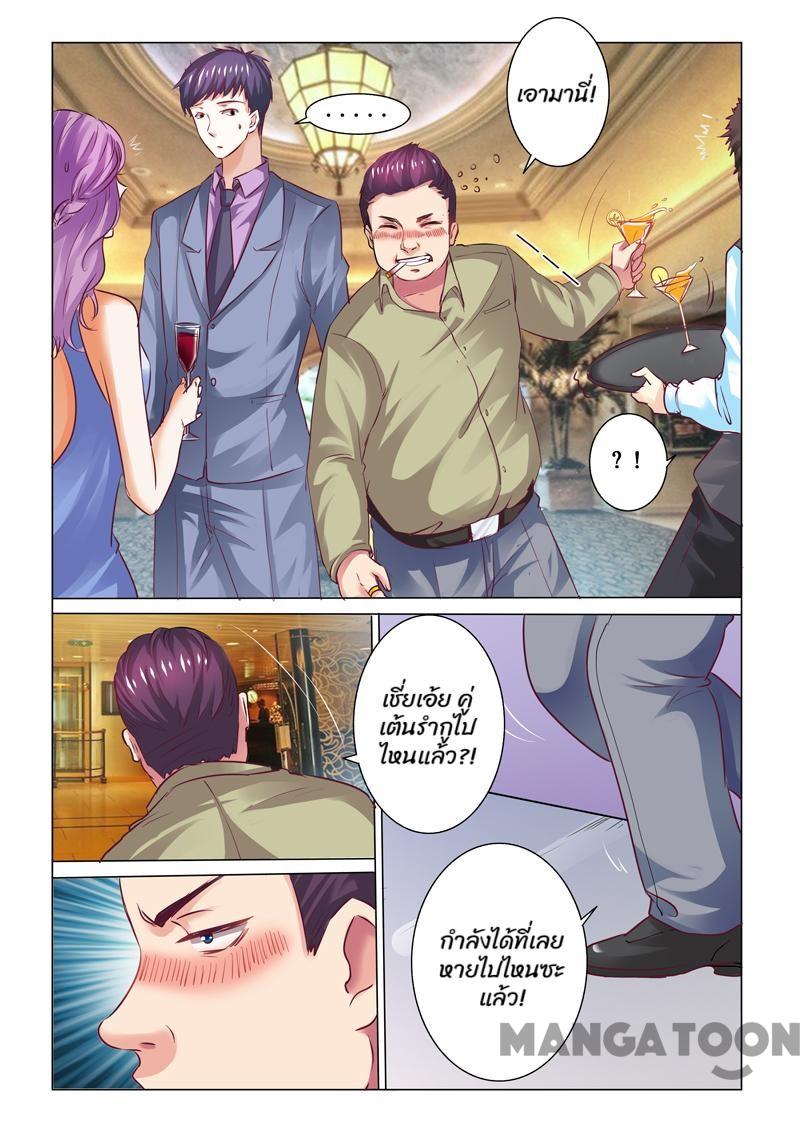 เอามานี่!
.....
? !
เชี่ยเอ้ย คู่
เต้นรำกูไป
ไหนแล้ว?!
กำลังได้ที่เลย
หายไปไหนซะ
แล้ว!
MANGATOON